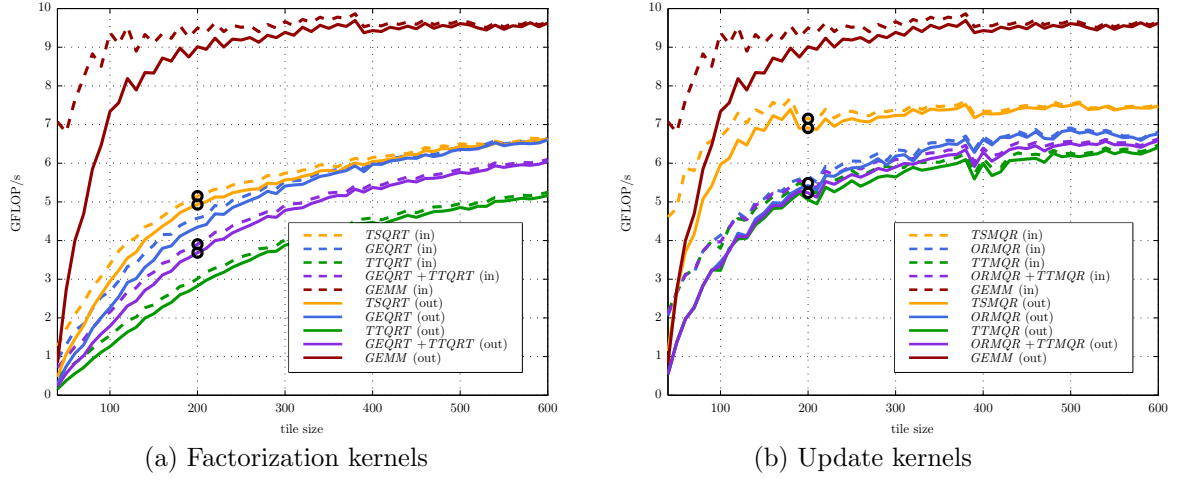 10
9
8
7
6
5
4
3
2
1
0
GFLOP/s
100 200 300 400 500 600
tile size
TSQRT (in)
GEQRT (in)
TTQRT (in)
GEQRT +TTQRT (in)
GEMM (in)
TSQRT (out)
GEQRT (out)
TTQRT (out)
GEQRT +TTQRT (out)
GEMM (out)
(a) Factorization kernels
10
9
8
7
6
5
4
3
2
1
0
GFLOP/s
100 200 300 400 500 600
tile size
TSMQR (in)
ORMQR (in)
TTMQR (in)
ORMQR +TTMQR (in)
GEMM (in)
TSMQR (out)
ORMQR (out)
TTMQR (out)
ORMQR +TTMQR (out)
GEMM (out)
(b) Update kernels